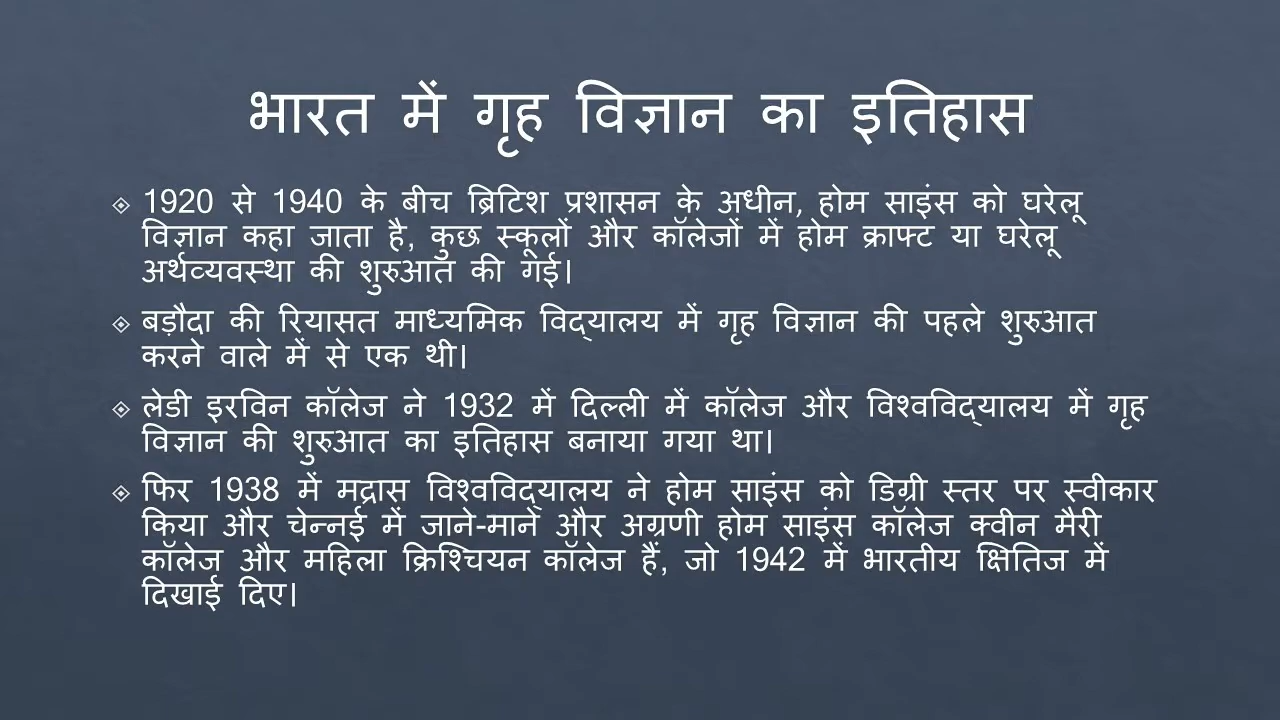 भारत में गृह विज्ञान का इतिहास
1920 से 1940 के बीच ब्रिटिश प्रशासन के अधीन, होम साइंस को घरेलू
विज्ञान कहा जाता है, कुछ स्कूलों और कॉलेजों में होम क्राफ्ट या घरेलू
अर्थव्यवस्था की शुरुआत की गई।
बड़ौदा की रियासत माध्यमिक विद्यालय में गृह विज्ञान की पहले शुरुआत
करने वाले में से एक थी।
लेडी इरविन कॉलेज ने 1932 में दिल्ली में कॉलेज और विश्वविद्यालय में गृह
विज्ञान की शुरुआत का इतिहास बनाया गया था।
फिर 1938 में मद्रास विश्वविद्यालय ने होम साइंस को डिग्री स्तर पर स्वीकार
किया और चेन्नई में जाने-माने और अग्रणी होम साइंस कॉलेज क्वीन मैरी
कॉलेज और महिला क्रिश्चियन कॉलेज हैं, जो 1942 में भारतीय क्षितिज में
दिखाई दिए।